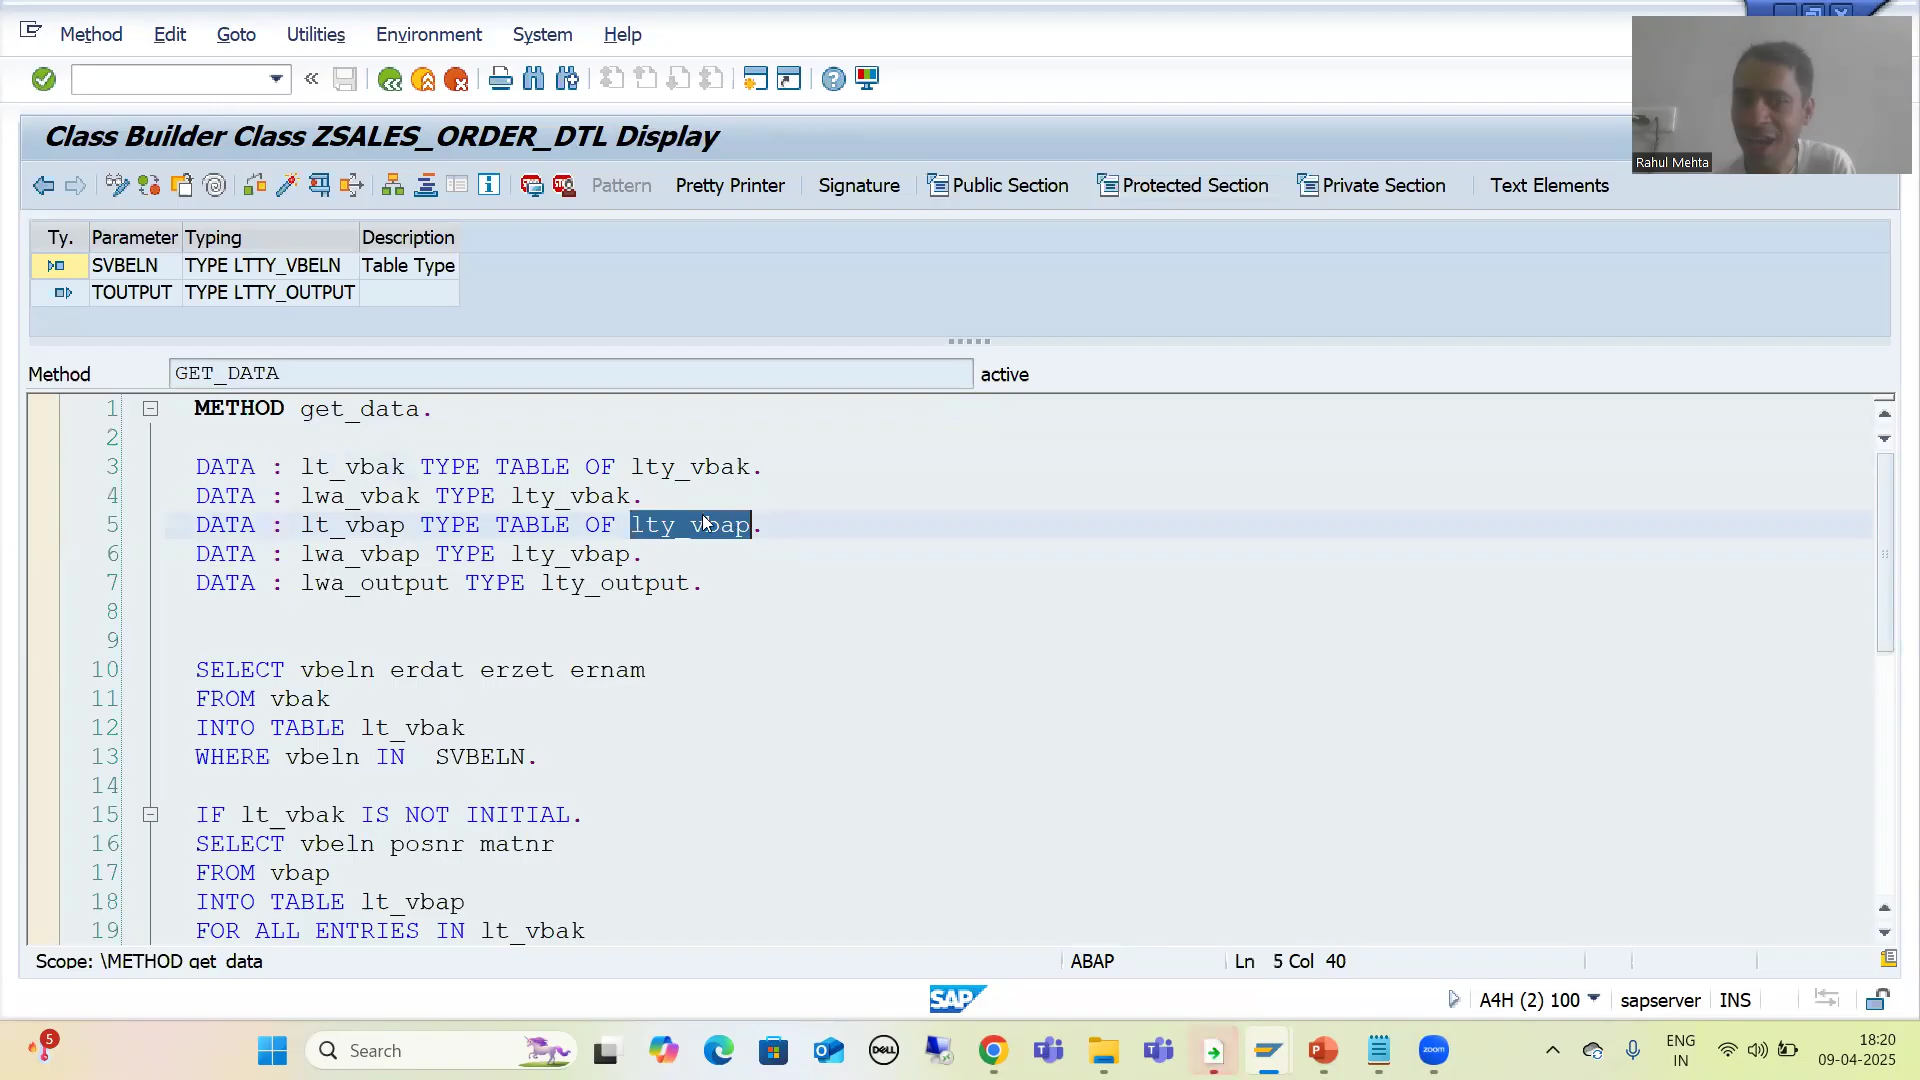 Method Edit Goto Utilities Environment System Help
Rahul Mehta
Class Builder Class ZSALES_ORDER_DTL Display
Pattern Pretty Printer Signature Public Section Protected Section Private Section Text Elements
Ty. Parameter Typing Description
SVBELN TYPE LTTY_VBELN Table Type
TOUTPUT TYPE LTTY_OUTPUT
Method GET_DATA active
1 METHOD get_data.
2
3 DATA : lt_vbak TYPE TABLE OF lty_vbak.
4 DATA : lwa_vbak TYPE lty_vbak.
5 DATA : lt_vbap TYPE TABLE OF lty_vbap.
6 DATA : lwa_vbap TYPE lty_vbap.
7 DATA : lwa_output TYPE lty_output.
8
9
10 SELECT vbeln erdat erzet ernam
11 FROM vbak
12 INTO TABLE lt_vbak
13 WHERE vbeln IN SVBELN.
14
15 IF lt_vbak IS NOT INITIAL.
16 SELECT vbeln posnr matnr
17 FROM vbap
18 INTO TABLE lt_vbap
19 FOR ALL ENTRIES IN lt_vbak
Scope: \METHOD get_data ABAP Ln 5 Col 40
SAP A4H (2) 100 sapserver INS
5 Search DELL zoom ENG IN 18:20 09-04-2025